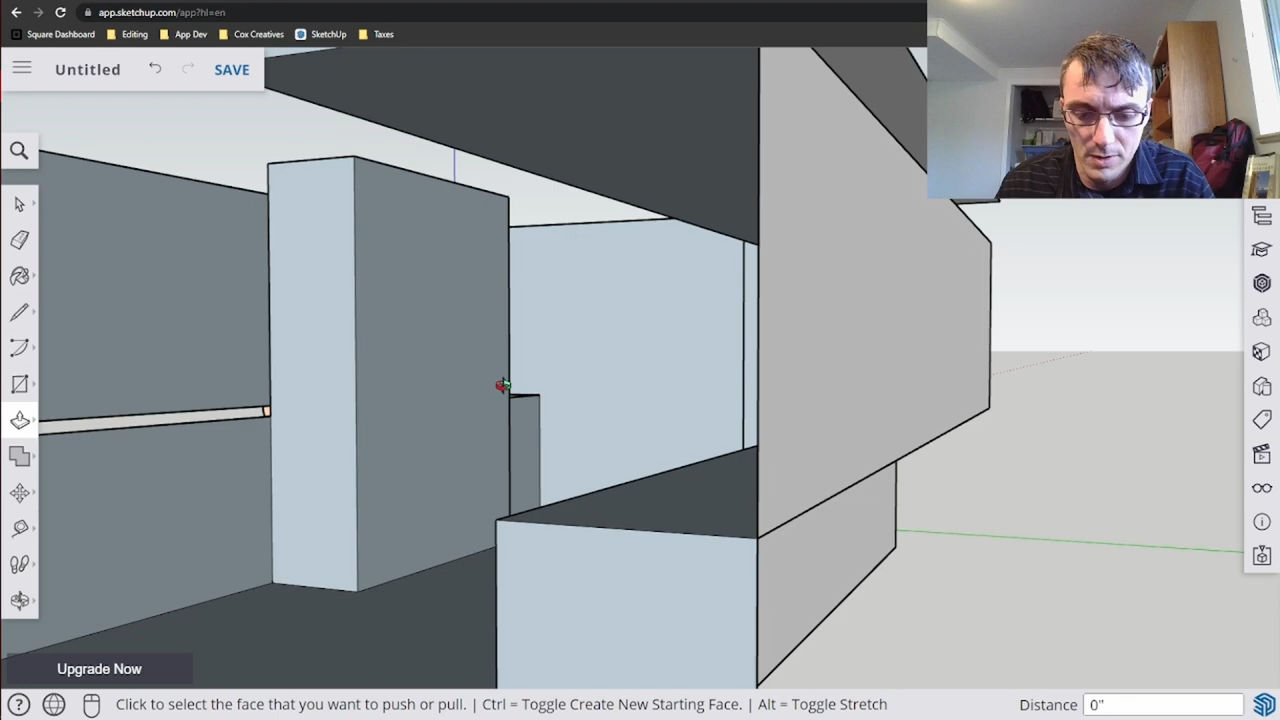 app.sketchup.com/app?hl=en
Square Dashboard Editing App Dev Cox Creatives SketchUp Taxes
Untitled SAVE
Upgrade Now
Click to select the face that you want to push or pull. | Ctrl = Toggle Create New Starting Face. | Alt = Toggle Stretch
Distance 0"